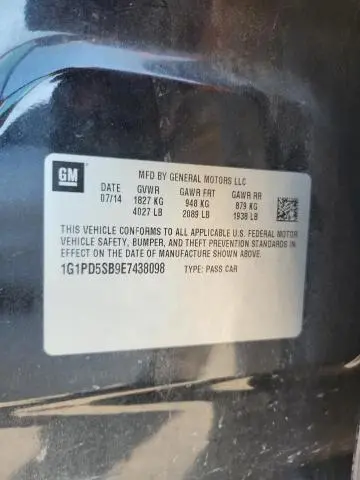 GM
MFD BY GENERAL MOTORS LLC
DATE GVWR GAWR FRT GAWR RR
07/14 1827 KG 948 KG 879 KG
4027 LB 2089 LB 1938 LB
THIS VEHICLE CONFORMS TO ALL APPLICABLE U.S. FEDERAL MOTOR
VEHICLE SAFETY, BUMPER, AND THEFT PREVENTION STANDARDS IN
EFFECT ON THE DATE OF MANUFACTURE SHOWN ABOVE.
1G1PD5SB9E7438098 TYPE: PASS CAR